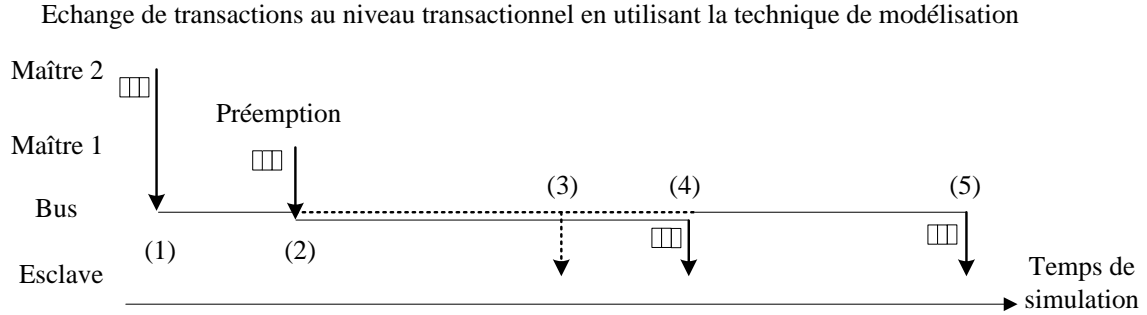 Echange de transactions au niveau transactionnel en utilisant la technique de modélisation
Maître 2
Préemption
Maître 1
(3)
(4)
(5)
Bus
(1)
(2)
Esclave
Temps de
simulation